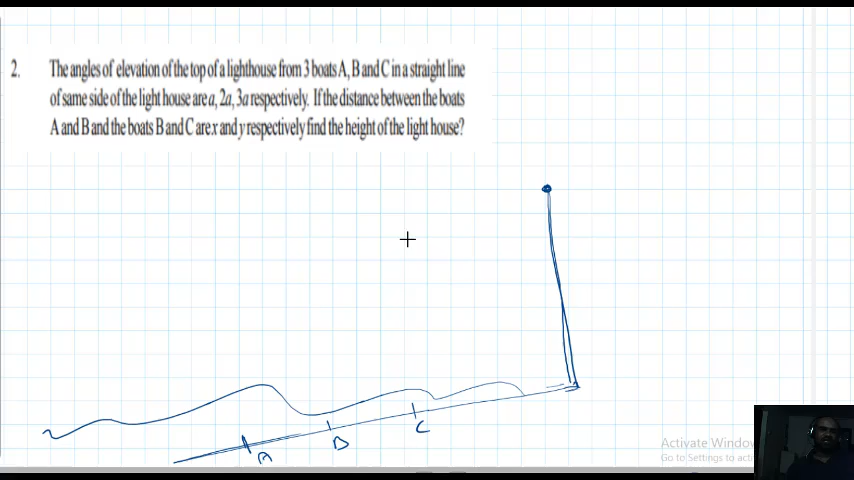 2. The angles of elevation of the top of a lighthouse from 3 boats A, B and C in a straight line
of same side of the light house are a, 2a, 3a respectively. If the distance between the boats
A and B and the boats B and C are x and y respectively find the height of the light house?
A
B
C
Activate Window
Go to Settings to acti